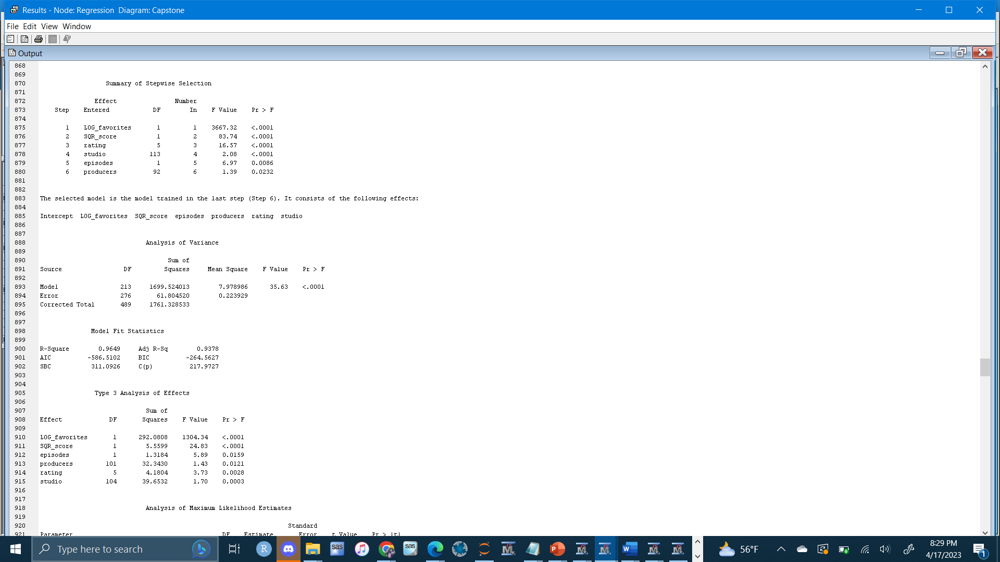 Results - Node: Regression  Diagram: Capstone
File  Edit  View  Window
Output
868
869
870 Summary of Stepwise Selection
871
872 Effect Number
873 Step Entered DF In F Value Pr > F
874
875 1 LOG_favorites 1 1 3667.32 <.0001
876 2 SQR_score 1 2 83.74 <.0001
877 3 rating 5 3 16.57 <.0001
878 4 studio 113 4 2.08 <.0001
879 5 episodes 1 5 6.97 0.0086
880 6 producers 92 6 1.39 0.0232
881
882
883 The selected model is the model trained in the last step (Step 6). It consists of the following effects:
884
885 Intercept LOG_favorites SQR_score episodes producers rating studio
886
887
888 Analysis of Variance
889
890 Sum of
891 Source DF Squares Mean Square F Value Pr > F
892
893 Model 213 1699.524013 7.978986 35.63 <.0001
894 Error 276 61.804520 0.223929
895 Corrected Total 489 1761.328533
896
897
898 Model Fit Statistics
899
900 R-Square 0.9649 Adj R-Sq 0.9378
901 AIC -586.5102 BIC -264.5627
902 SBC 311.0926 C(p) 217.9727
903
904
905 Type 3 Analysis of Effects
906
907 Sum of
908 Effect DF Squares F Value Pr > F
909
910 LOG_favorites 1 292.0808 1304.34 <.0001
911 SQR_score 1 5.5599 24.83 <.0001
912 episodes 1 1.3184 5.89 0.0159
913 producers 101 32.3430 1.43 0.0121
914 rating 5 4.1804 3.73 0.0028
915 studio 104 39.6532 1.70 0.0003
916
917
918 Analysis of Maximum Likelihood Estimates
919
920 Standard
921 Parameter DF Estimate Error t Value Pr > |t|
Type here to search
R
sas
sas
P
W
56°F
8:29 PM
4/17/2023
1